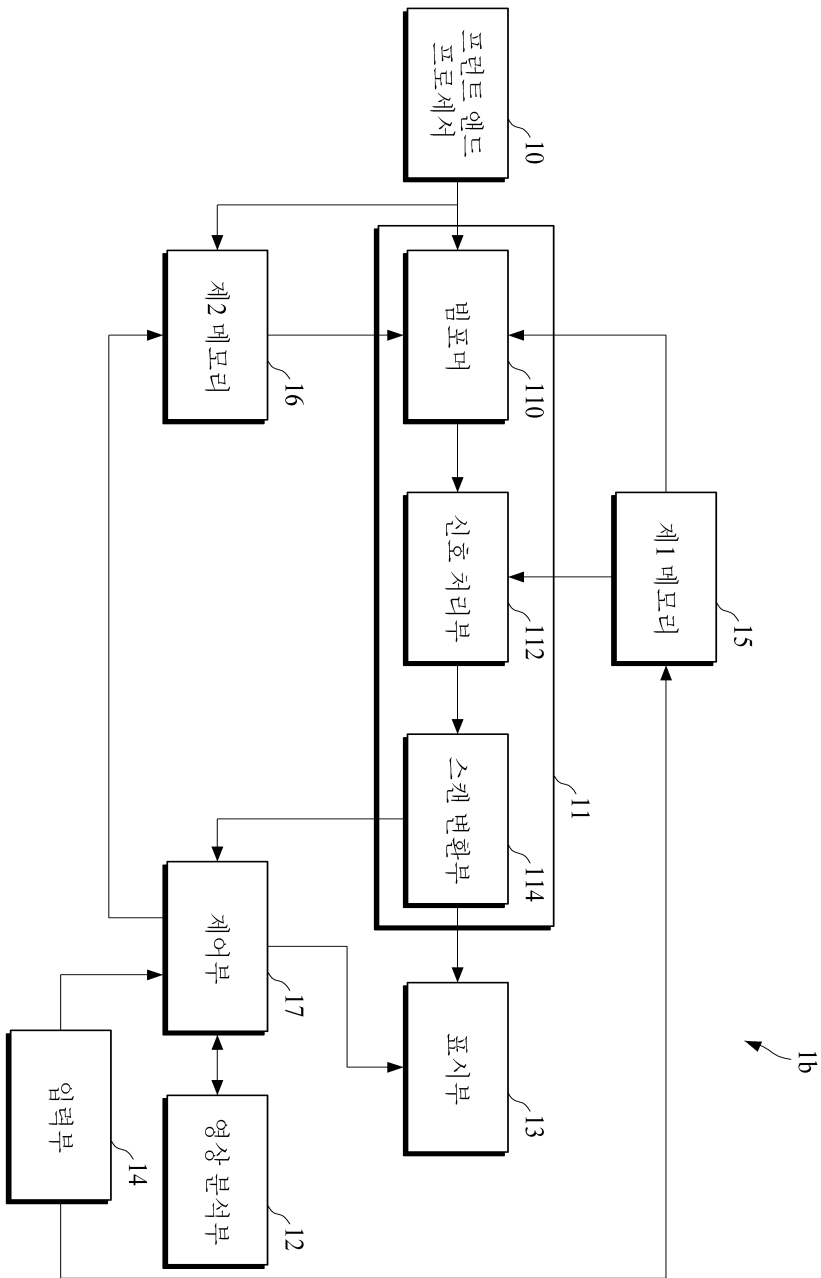 1b
제1 메모리
15
11
프런트 앤드
프로세서
10
빔포머
110
신호 처리부
112
스캔 변환부
114
표시부
13
제2 메모리
16
제어부
17
영상 분석부
12
입력부
14